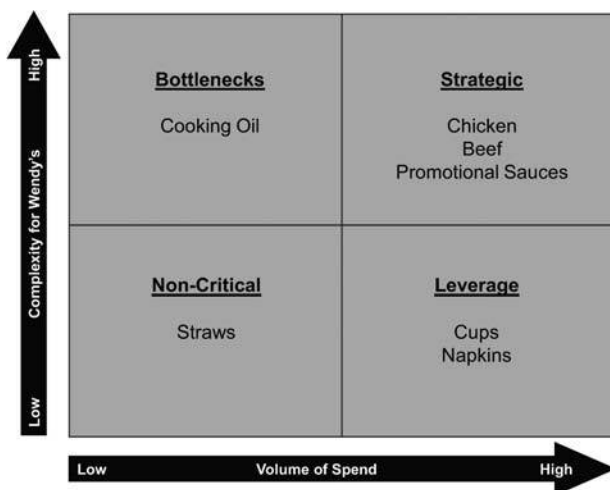 High
Complexity for Wendy's
Low
Bottlenecks
Cooking Oil
Strategic
Chicken
Beef
Promotional Sauces
Non-Critical
Straws
Leverage
Cups
Napkins
Low
Volume of Spend
High